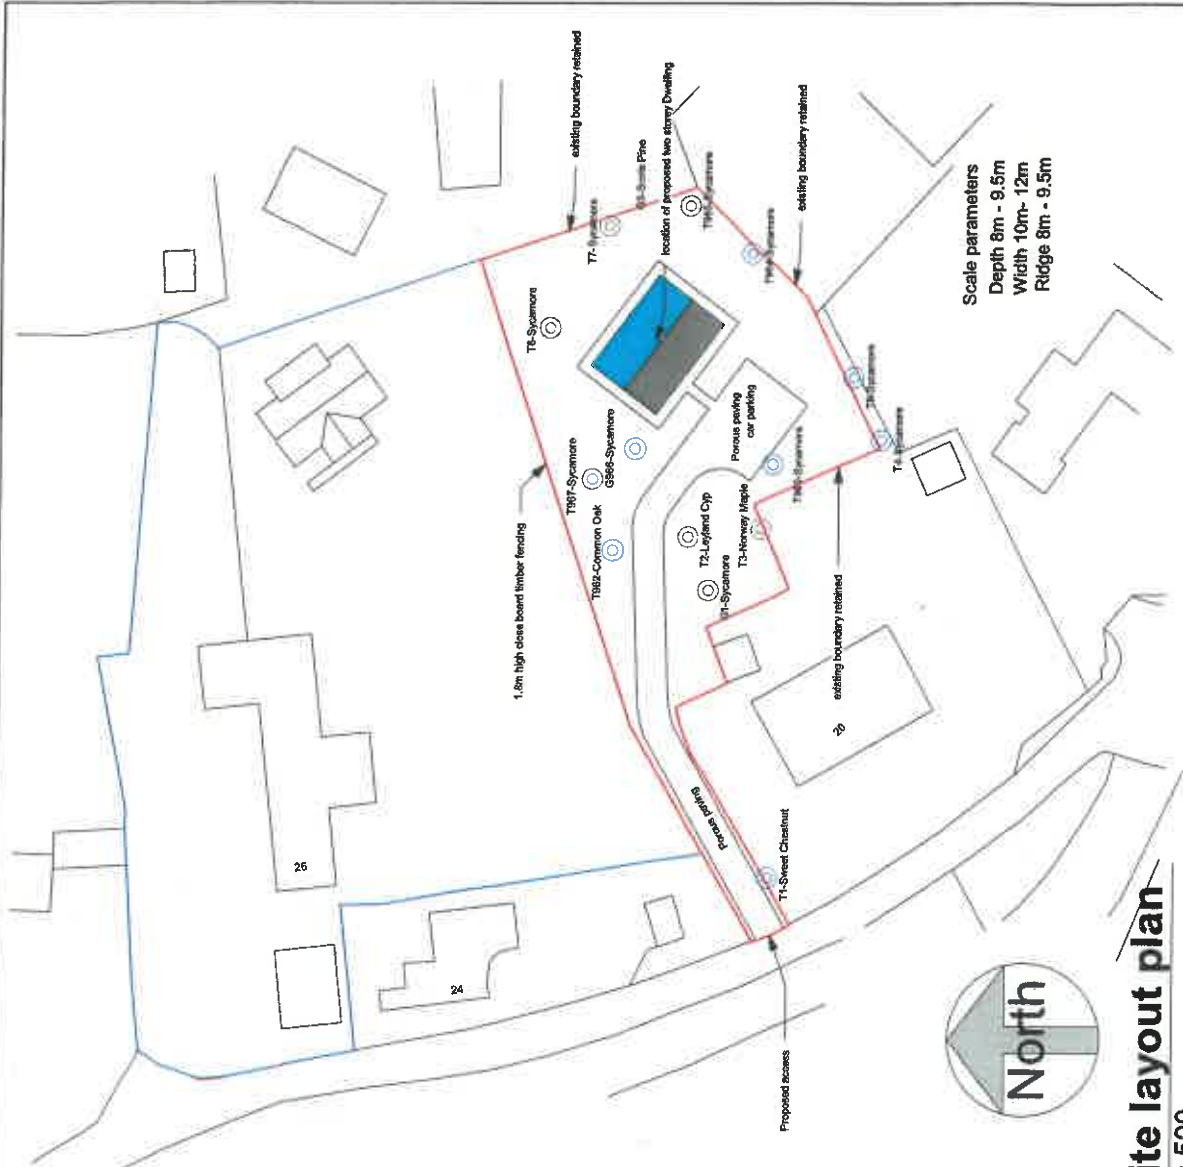 existing boundary retained
location of proposed two storey Dwelling
existing boundary retained
T7- Sycamore
Pine
T6-Sycamore
Scale parameters
Depth 8m - 9.5m
Width 10m- 12m
Ridge 8m - 9.5m
T967-Sycamore
G966-Sycamore
Porous paving
car parking
1.8m high close board timber fencing
T962-Common Oak
T2-Leyland Cyp
T3-Norway Maple
G1-Sycamore
existing boundary retained
20
26
Porous paving
T1-Sweet Chestnut
24
Proposed access
North
te layout plan